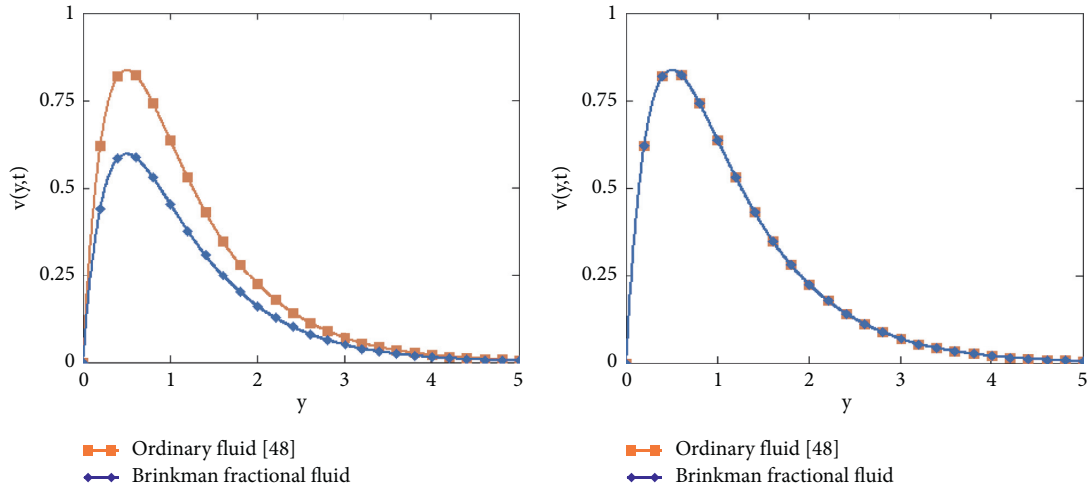 1
0.75
0.5
0.25
0
v(y,t)
0 1 2 3 4 5
y
Ordinary fluid [48]
Brinkman fractional fluid
1
0.75
0.5
0.25
0
v(y,t)
0 1 2 3 4 5
y
Ordinary fluid [48]
Brinkman fractional fluid